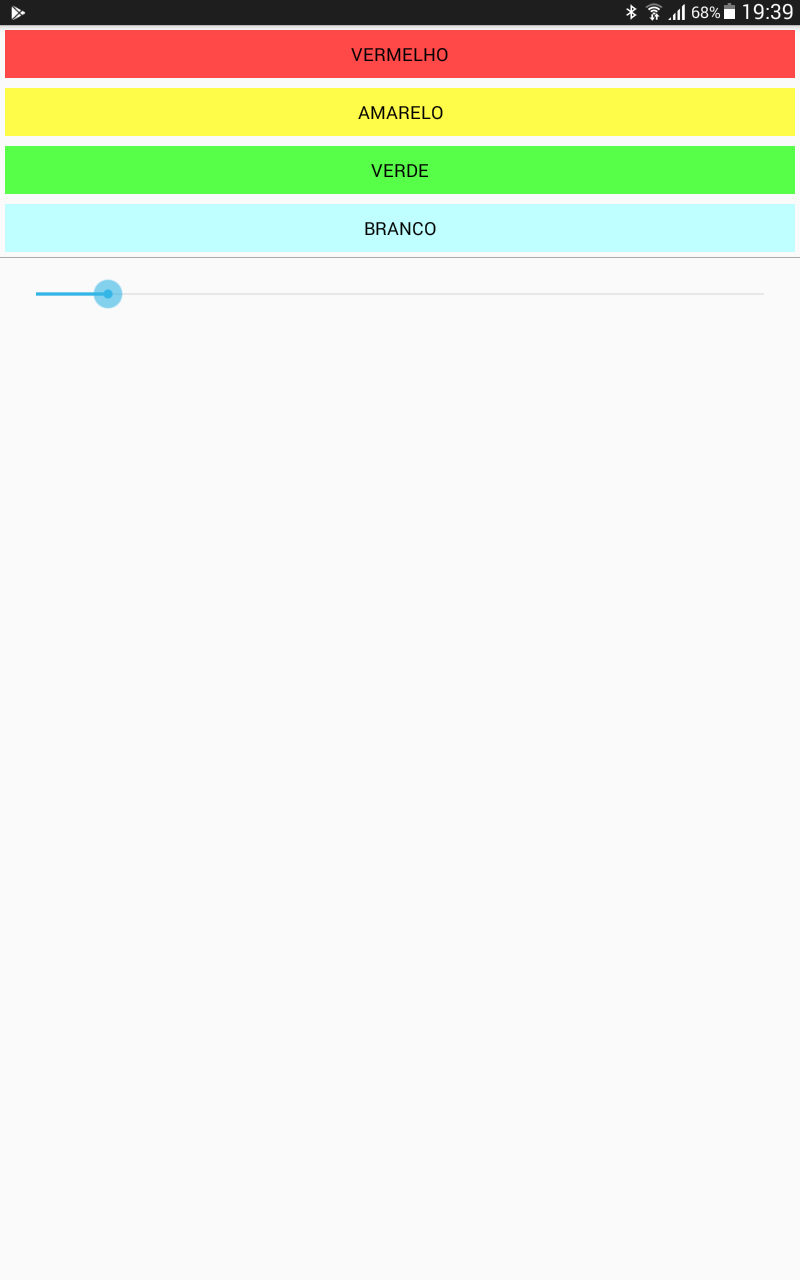 68% 19:39
VERMELHO
AMARELO
VERDE
BRANCO